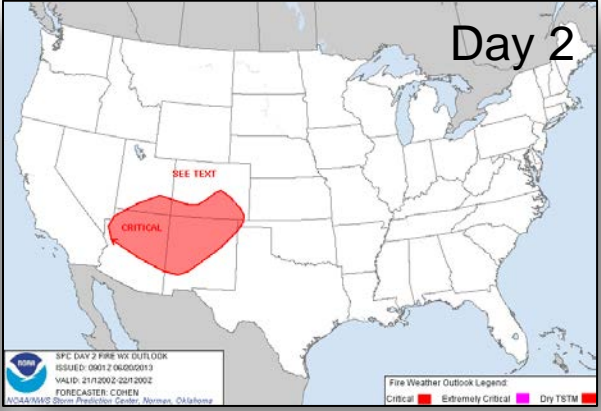 Day 2
SEE TEXT
CRITICAL
NOAA
SPC DAY 2 FIRE WX OUTLOOK
ISSUED: 0901Z 06/20/2013
VALID: 21/1200Z-22/1200Z
FORECASTER: COHEN
NOAA/NWS Storm Prediction Center, Norman, Oklahoma
Fire Weather Outlook Legend:
Critical Extremely Critical Dry TSTM